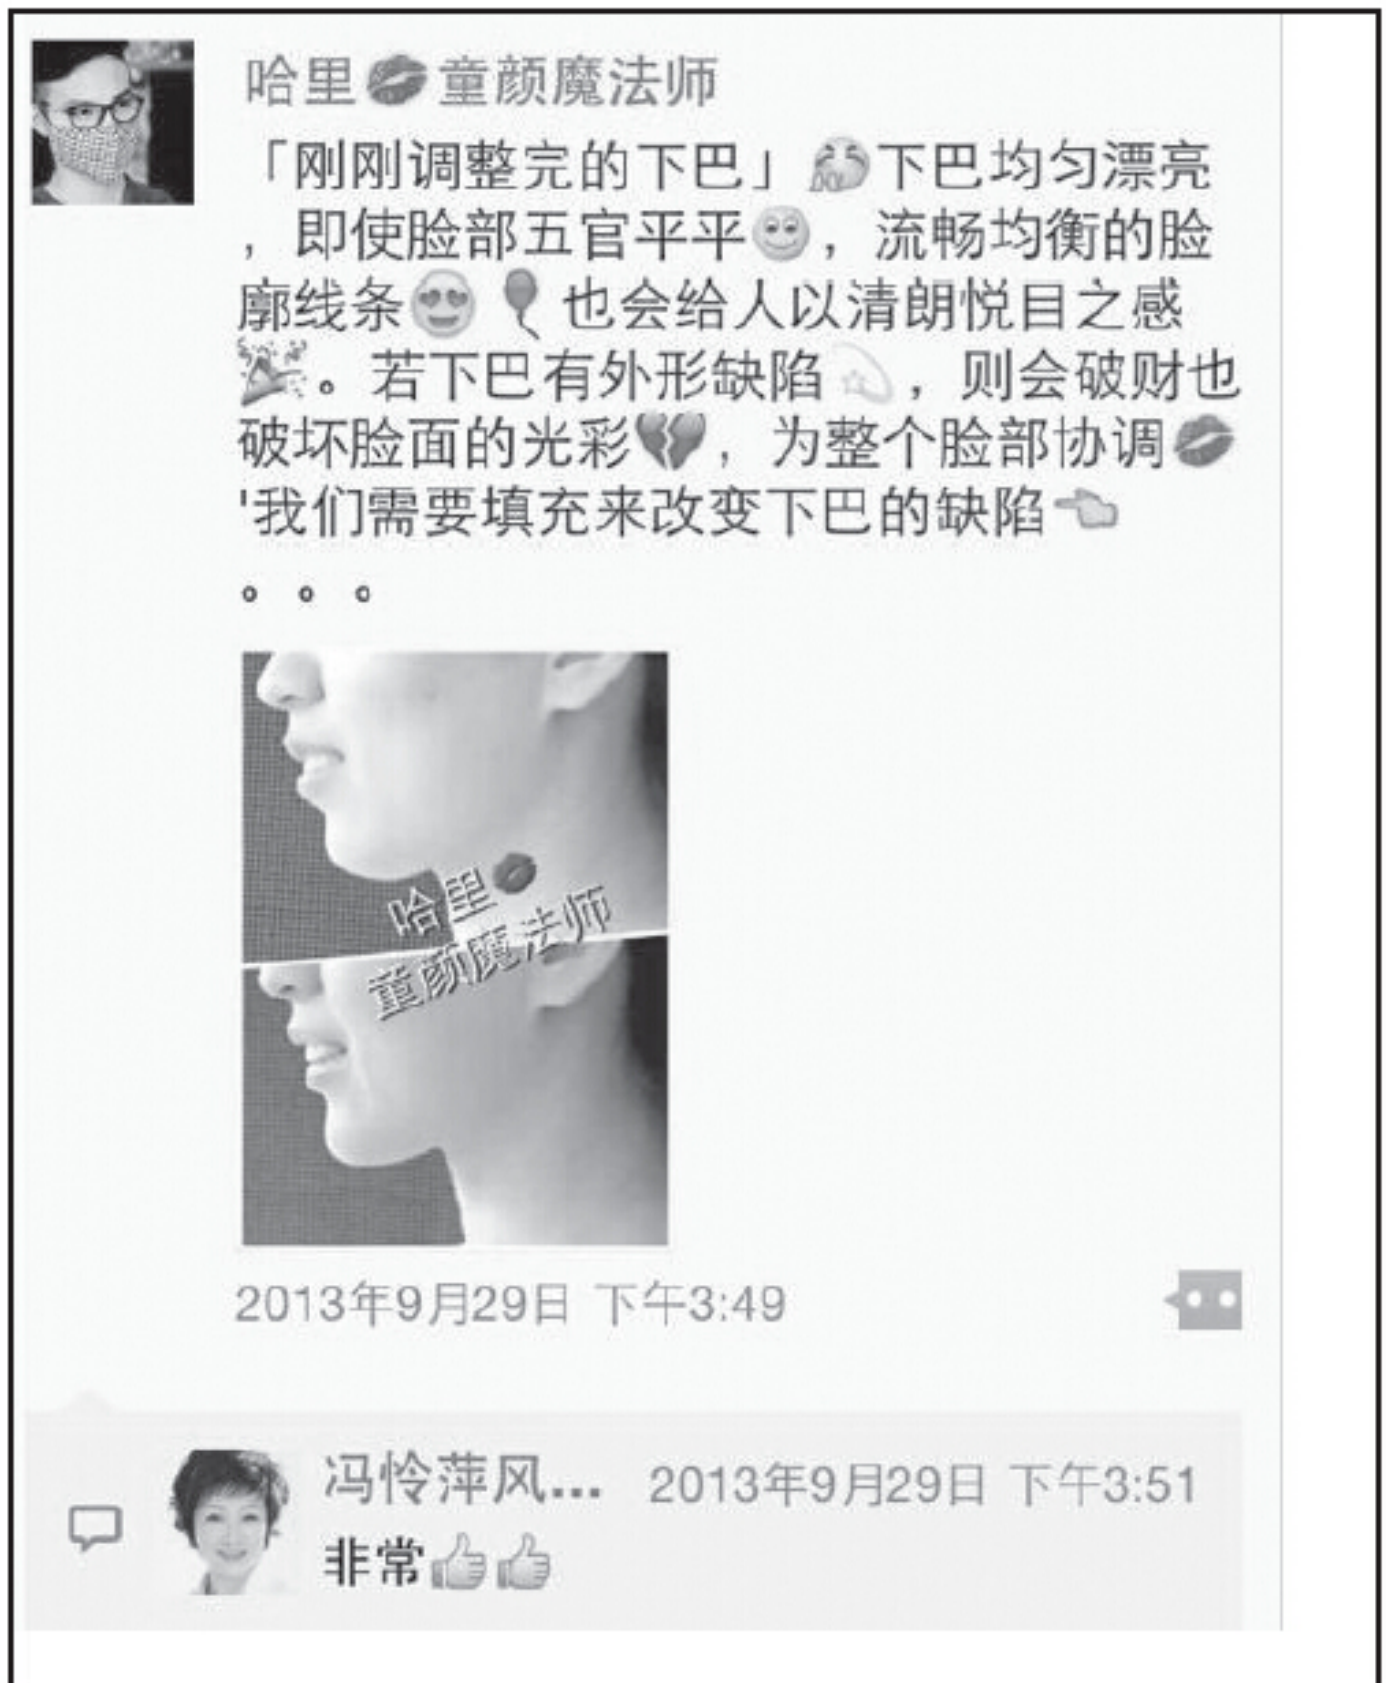 哈里💋童颜魔法师
「刚刚调整完的下巴」😂下巴均匀漂亮
，即使脸部五官平平☺️，流畅均衡的脸
廓线条😍🎈也会给人以清朗悦目之感
🎉。若下巴有外形缺陷💫，则会破财也
破坏脸面的光彩💔，为整个脸部协调💋
'我们需要填充来改变下巴的缺陷👈
。。。
哈里💋
童颜魔法师
2013年9月29日 下午3:49
冯怜萍风... 2013年9月29日 下午3:51
非常👍👍